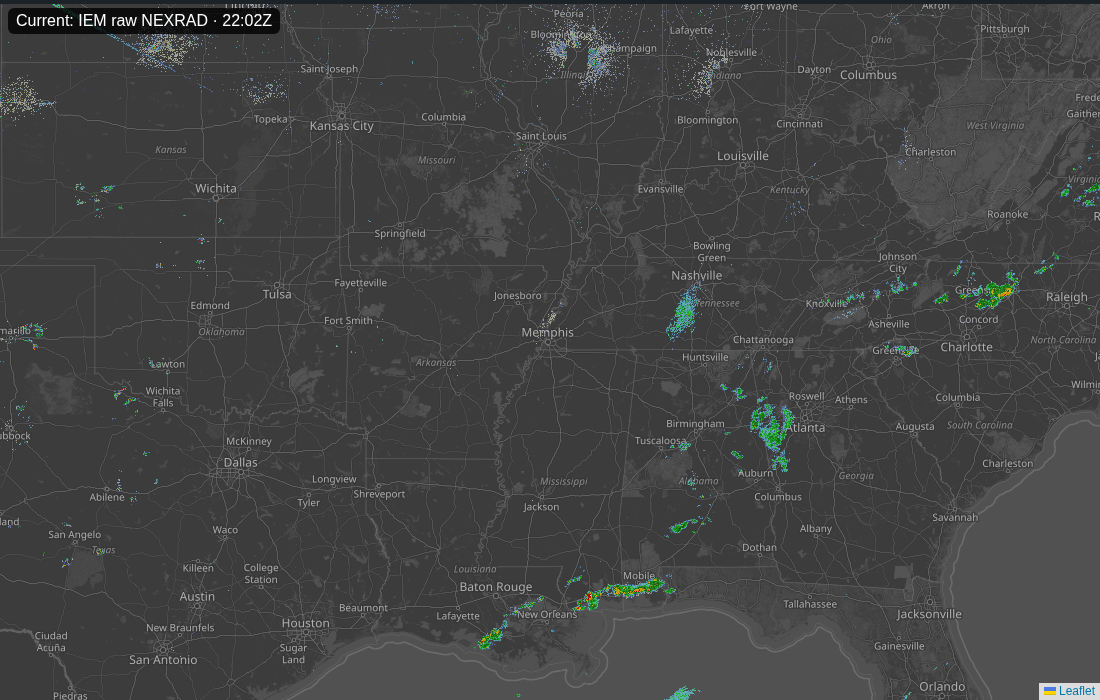 Current: IEM raw NEXRAD · 22:02Z
Peoria
Fort Wayne
Akron
Bloomington
Lafayette
Pittsburgh
Ohio
Champaign
Noblesville
Saint Joseph
Illinois
Indiana
Dayton
Columbus
Topeka
Kansas City
Columbia
Bloomington
Cincinnati
West Virginia
Saint Louis
Kansas
Missouri
Louisville
Charleston
Wichita
Evansville
Kentucky
Virginia
Roanoke
Springfield
Bowling
Green
Johnson
City
Nashville
Tulsa
Fayetteville
Jonesboro
Tennessee
Knoxville
Greens
Raleigh
Edmond
Oklahoma
Fort Smith
Memphis
Asheville
Concord
Chattanooga
Charlotte
North Carolina
Lawton
Arkansas
Huntsville
Greenville
Wichita
Falls
Roswell
Athens
Columbia
Wilmin
McKinney
Birmingham
Atlanta
Augusta
South Carolina
Tuscaloosa
Dallas
Charleston
Longview
Shreveport
Mississippi
Alabama
Auburn
Georgia
Abilene
Tyler
Jackson
Columbus
Savannah
San Angelo
Waco
Albany
Texas
Dothan
Killeen
College
Station
Louisiana
Mobile
Austin
Baton Rouge
Tallahassee
Beaumont
Lafayette
New Orleans
Jacksonville
Houston
New Braunfels
Ciudad
Acuña
Sugar
Land
Gainesville
San Antonio
Orlando
Piedras
Leaflet